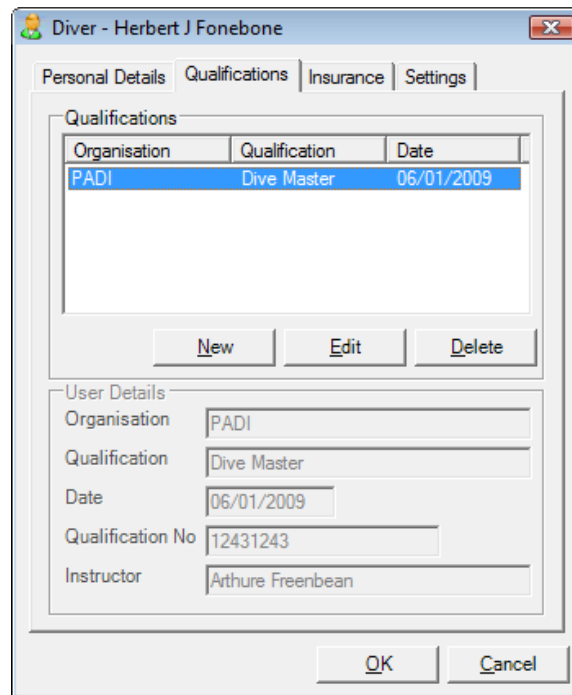 Diver - Herbert J Fonebone
Personal Details Qualifications Insurance Settings
Qualifications
Organisation Qualification Date
PADI Dive Master 06/01/2009
New Edit Delete
User Details
Organisation PADI
Qualification Dive Master
Date 06/01/2009
Qualification No 12431243
Instructor Arthure Freenbean
OK Cancel